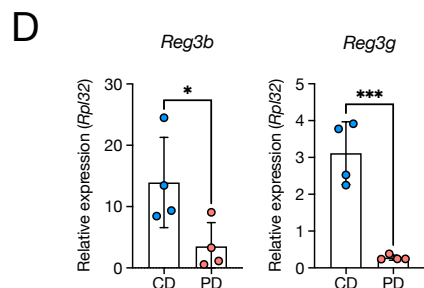 D
Reg3b
Relative expression (Rpl32)
30
20
10
0
*
CD
PD
Reg3g
Relative expression (Rpl32)
5
4
3
2
1
0
***
CD
PD